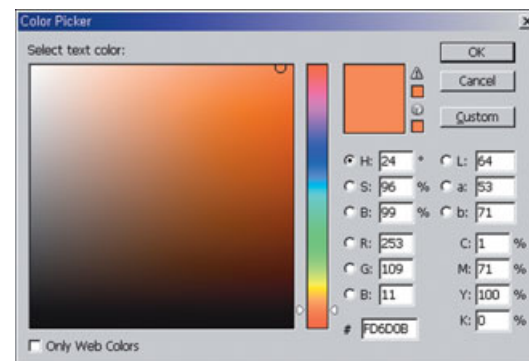 Color Picker
Select text color:
OK
Cancel
Custom
H: 24 °
S: 96 %
B: 99 %
R: 253
G: 109
B: 11
# FD6D0B
L: 64
a: 53
b: 71
C: 1 %
M: 71 %
Y: 100 %
K: 0 %
Only Web Colors